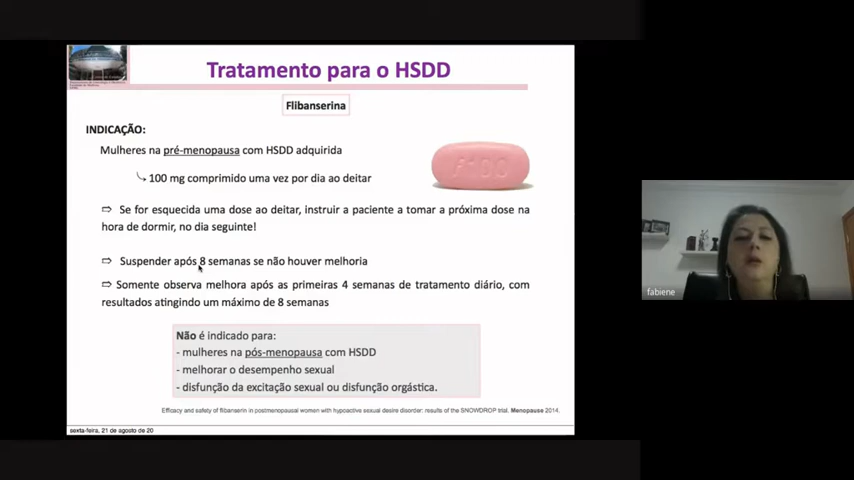 Tratamento para o HSDD
Flibanserina
INDICAÇÃO:
Mulheres na pré-menopausa com HSDD adquirida
100 mg comprimido uma vez por dia ao deitar
⇨ Se for esquecida uma dose ao deitar, instruir a paciente a tomar a próxima dose na
hora de dormir, no dia seguinte!
⇨ Suspender após 8 semanas se não houver melhoria
⇨ Somente observa melhora após as primeiras 4 semanas de tratamento diário, com
resultados atingindo um máximo de 8 semanas
Não é indicado para:
- mulheres na pós-menopausa com HSDD
- melhorar o desempenho sexual
- disfunção da excitação sexual ou disfunção orgástica.
Efficacy and safety of flibanserin in postmenopausal women with hypoactive sexual desire disorder: results of the SNOWDROP trial. Menopause 2014.
sexta-feira, 21 de agosto de 20
fabiene